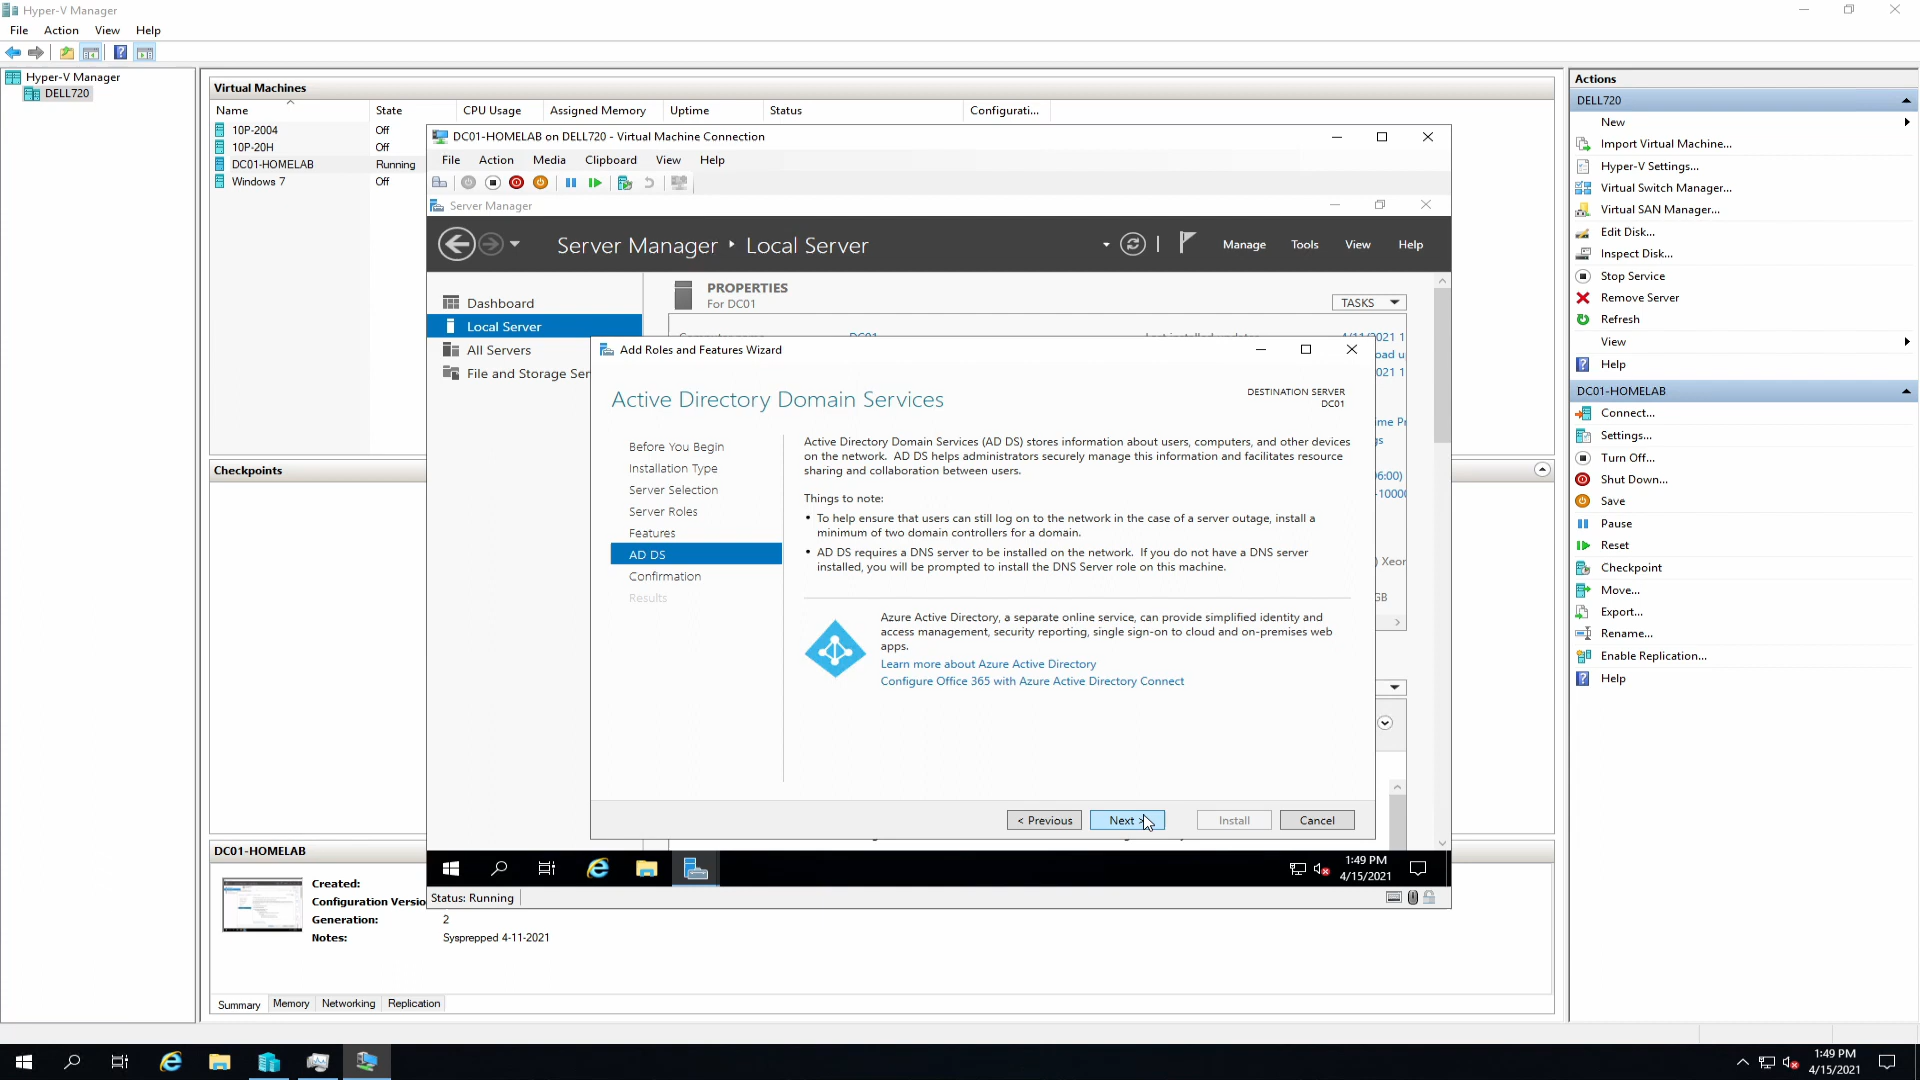 Hyper-V Manager
File Action View Help
Hyper-V Manager
DELL720
Virtual Machines
Name State CPU Usage Assigned Memory Uptime Status Configurati...
10P-2004 Off
10P-20H Off
DC01-HOMELAB Running
Windows 7 Off
Checkpoints
DC01-HOMELAB
Created:
Configuration Versio
Generation: 2
Notes: Sysprepped 4-11-2021
Summary Memory Networking Replication
DC01-HOMELAB on DELL720 - Virtual Machine Connection
File Action Media Clipboard View Help
Server Manager
Server Manager ‣ Local Server
Manage Tools View Help
Dashboard
Local Server
All Servers
File and Storage Ser
PROPERTIES
For DC01
TASKS
DC01
4/11/2021 1
oad u
021 1
ime Pr
gs
06:00)
-1000
) Xeor
GB
Add Roles and Features Wizard
Active Directory Domain Services
DESTINATION SERVER
DC01
Before You Begin
Installation Type
Server Selection
Server Roles
Features
AD DS
Confirmation
Results
Active Directory Domain Services (AD DS) stores information about users, computers, and other devices
on the network. AD DS helps administrators securely manage this information and facilitates resource
sharing and collaboration between users.
Things to note:
• To help ensure that users can still log on to the network in the case of a server outage, install a
minimum of two domain controllers for a domain.
• AD DS requires a DNS server to be installed on the network. If you do not have a DNS server
installed, you will be prompted to install the DNS Server role on this machine.
Azure Active Directory, a separate online service, can provide simplified identity and
access management, security reporting, single sign-on to cloud and on-premises web
apps.
Learn more about Azure Active Directory
Configure Office 365 with Azure Active Directory Connect
< Previous Next > Install Cancel
1:49 PM
4/15/2021
Status: Running
Actions
DELL720
New
Import Virtual Machine...
Hyper-V Settings...
Virtual Switch Manager...
Virtual SAN Manager...
Edit Disk...
Inspect Disk...
Stop Service
Remove Server
Refresh
View
Help
DC01-HOMELAB
Connect...
Settings...
Turn Off...
Shut Down...
Save
Pause
Reset
Checkpoint
Move...
Export...
Rename...
Enable Replication...
Help
1:49 PM
4/15/2021